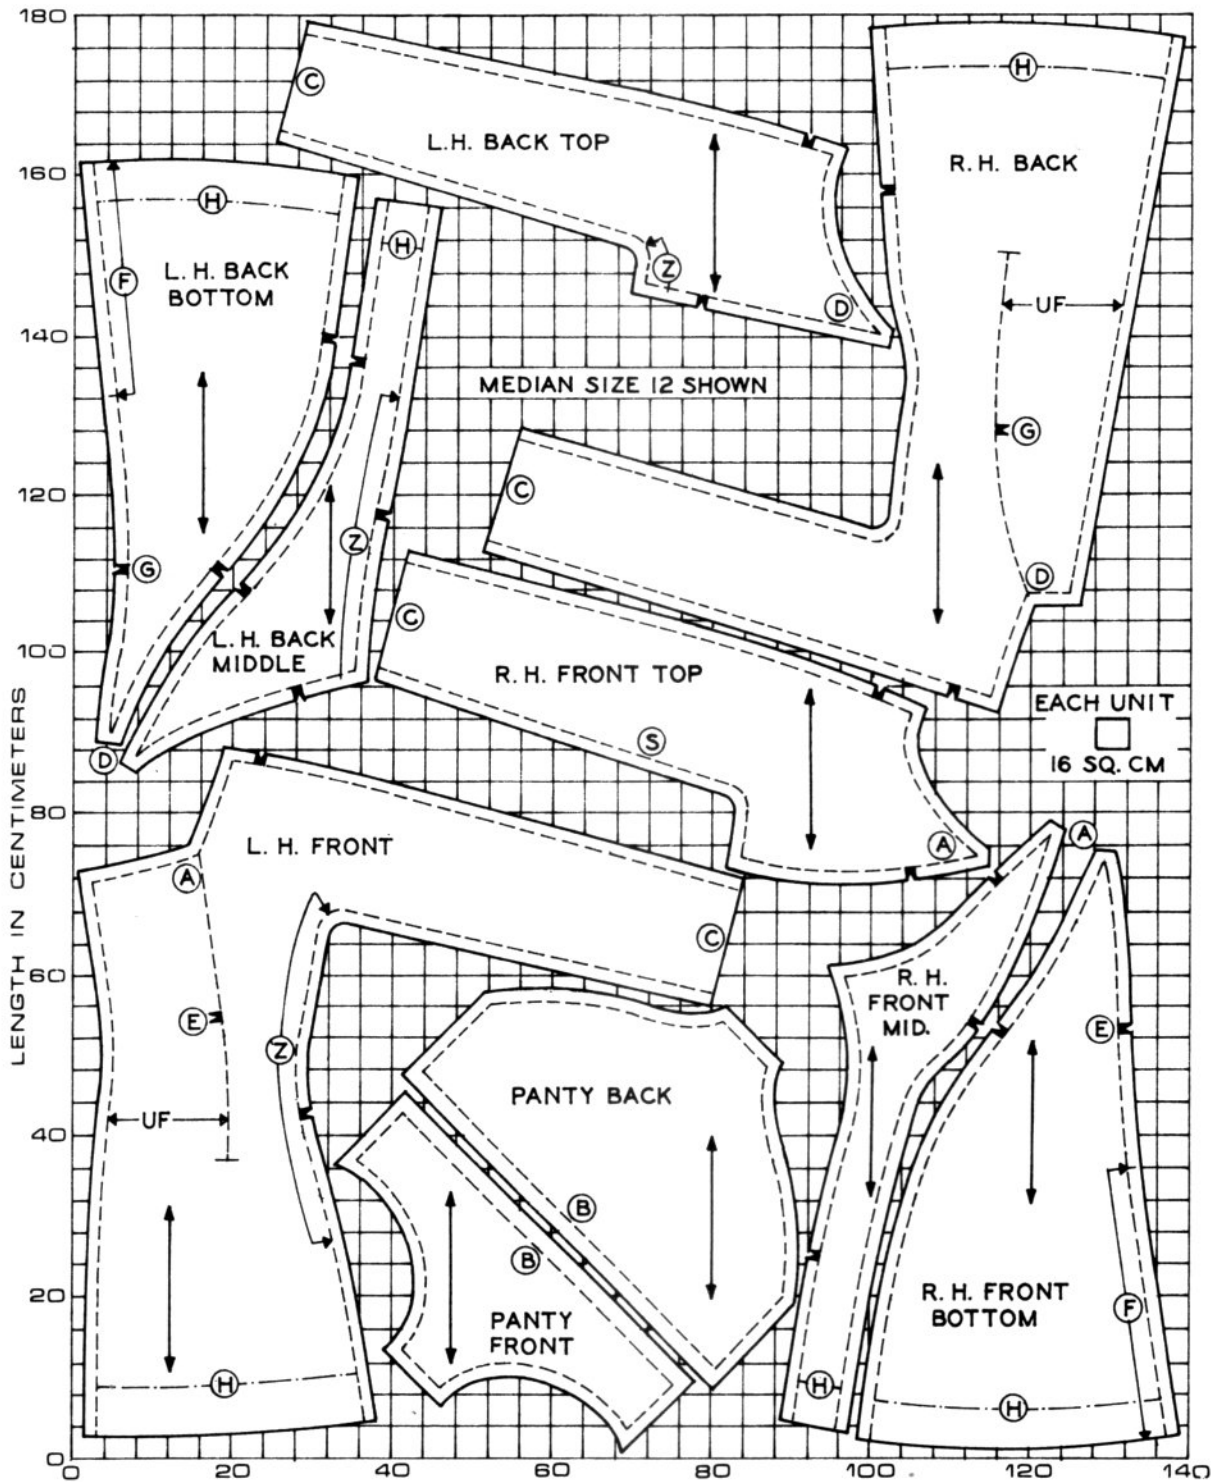 180
160
140
120
100
80
60
40
20
0
LENGTH IN CENTIMETERS
0
20
40
60
80
100
120
140
C
L.H. BACK TOP
Z
D
H
R.H. BACK
UF
G
D
C
H
F
L. H. BACK
BOTTOM
G
D
H
Z
L. H. BACK
MIDDLE
MEDIAN SIZE 12 SHOWN
C
R.H. FRONT TOP
S
A
EACH UNIT
16 SQ. CM
L. H. FRONT
A
E
UF
Z
C
H
PANTY BACK
B
B
PANTY
FRONT
A
R. H.
FRONT
MID.
H
E
F
R.H. FRONT
BOTTOM
H